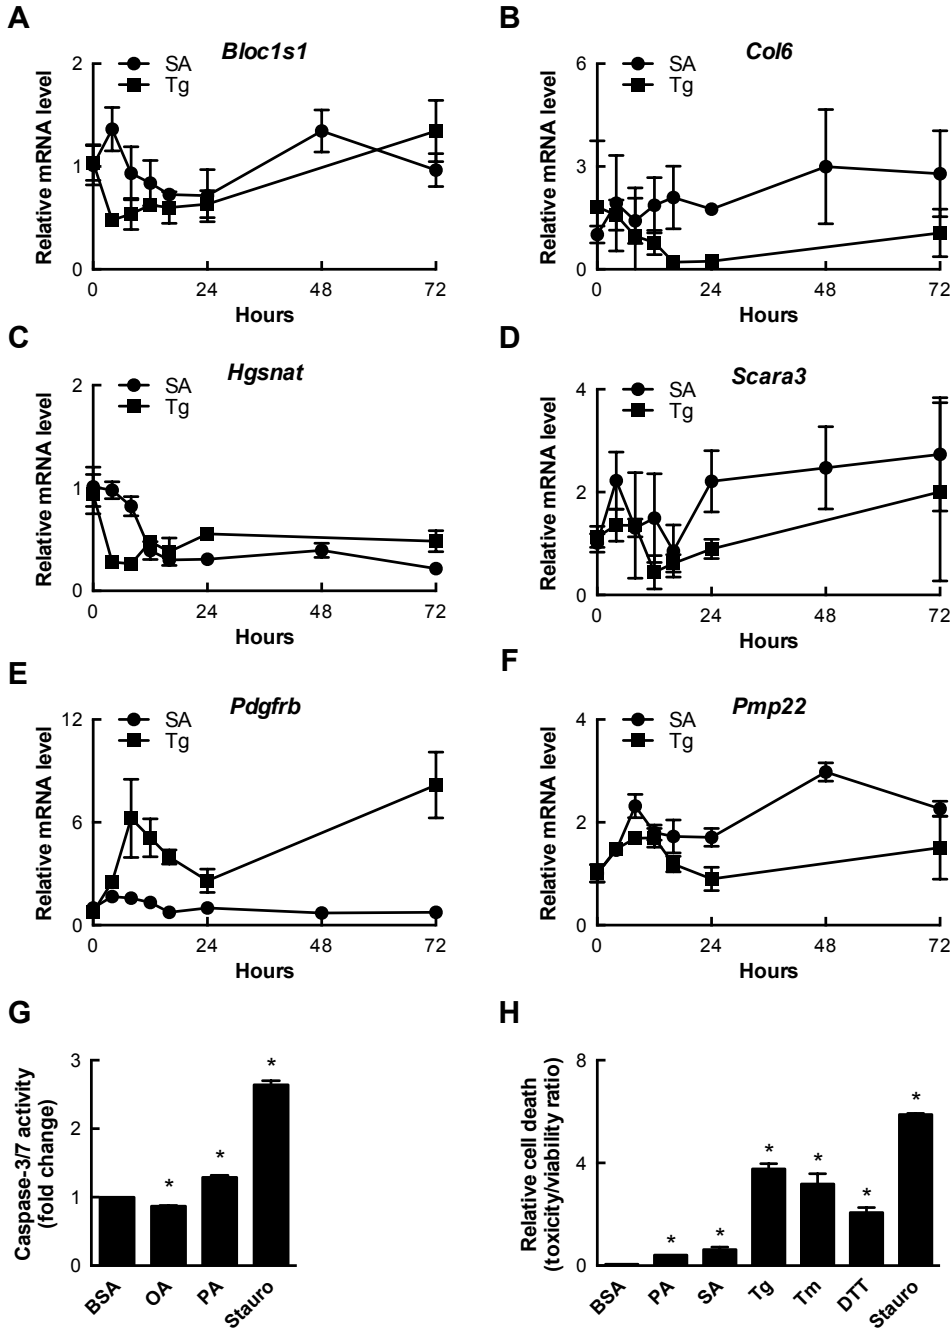 A
Bloc1s1
SA
Tg
Relative mRNA level
2
1
0
0 24 48 72
Hours
B
Col6
SA
Tg
Relative mRNA level
6
3
0
0 24 48 72
Hours
C
Hgsnat
SA
Tg
Relative mRNA level
2
1
0
0 24 48 72
Hours
D
Scara3
SA
Tg
Relative mRNA level
4
2
0
0 24 48 72
Hours
E
Pdgfrb
SA
Tg
Relative mRNA level
12
6
0
0 24 48 72
Hours
F
Pmp22
SA
Tg
Relative mRNA level
4
2
0
0 24 48 72
Hours
G
Caspase-3/7 activity
(fold change)
3
2
1
0
* * *
BSA OA PA Stauro
H
Relative cell death
(toxicity/viability ratio)
8
4
0
* * * * * *
BSA PA SA Tg Tm DTT Stauro